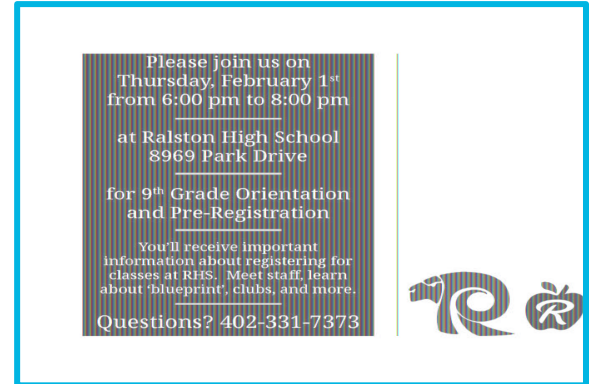 Please join us on
Thursday, February 1st
from 6:00 pm to 8:00 pm
at Ralston High School
8969 Park Drive
for 9th Grade Orientation
and Pre-Registration
You'll receive important
information about registering for
classes at RHS. Meet staff, learn
about ‘blueprint’, clubs, and more.
Questions? 402-331-7373
R
R